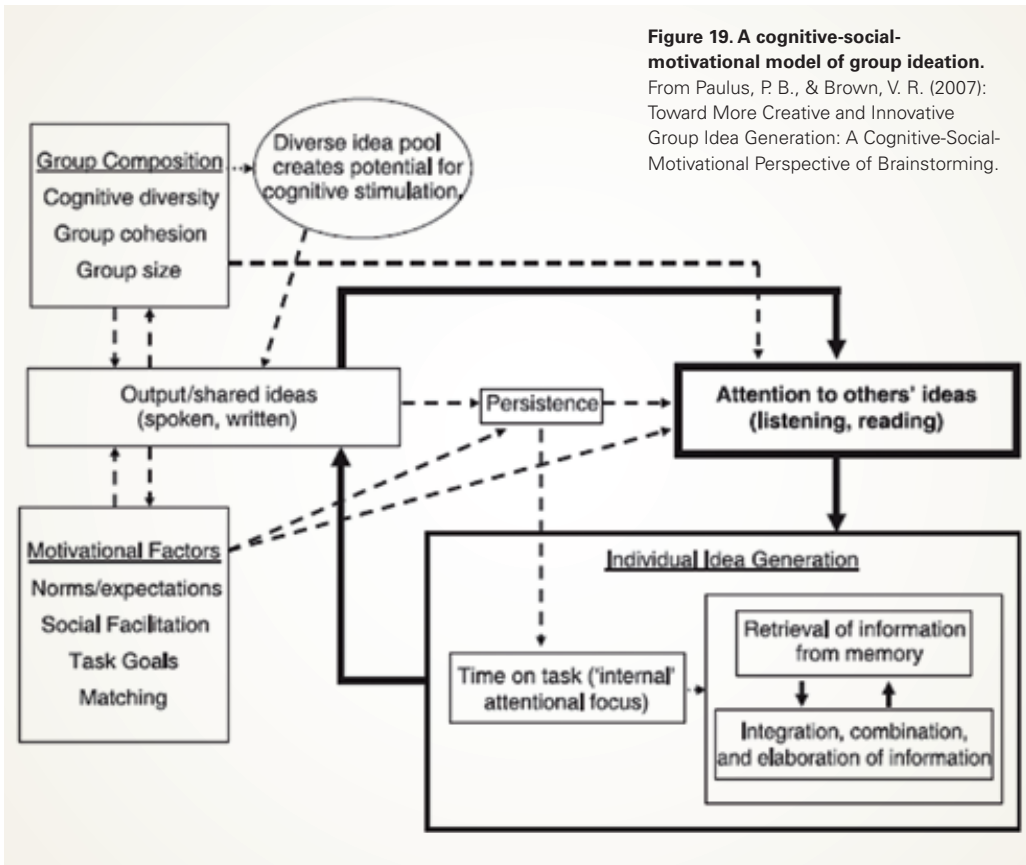 Figure 19. A cognitive-social-
motivational model of group ideation.
From Paulus, P. B., & Brown, V. R. (2007):
Toward More Creative and Innovative
Group Idea Generation: A Cognitive-Social-
Motivational Perspective of Brainstorming.
Group Composition
Cognitive diversity
Group cohesion
Group size
Diverse idea pool
creates potential for
cognitive stimulation.
Output/shared ideas
(spoken, written)
Persistence
Attention to others' ideas
(listening, reading)
Motivational Factors
Norms/expectations
Social Facilitation
Task Goals
Matching
Individual Idea Generation
Time on task ('internal'
attentional focus)
Retrieval of information
from memory
Integration, combination,
and elaboration of information